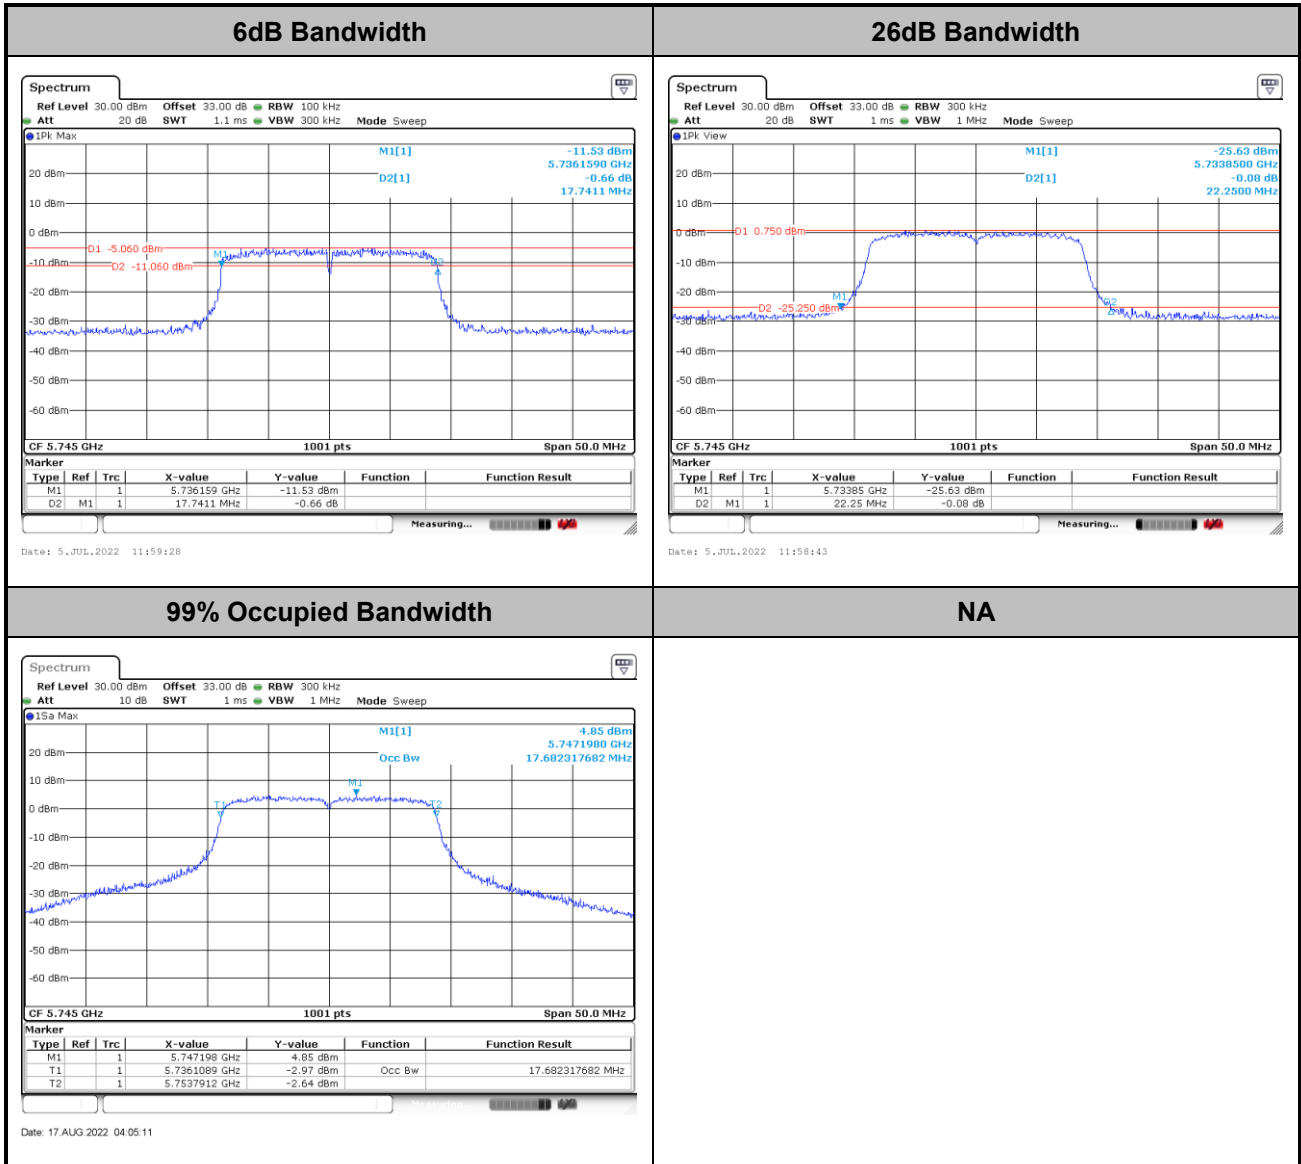 6dB Bandwidth
26dB Bandwidth
Spectrum
Ref Level 30.00 dBm Offset 33.00 dB RBW 100 kHz
Att 20 dB SWT 1.1 ms VBW 300 kHz Mode Sweep
1Pk Max
M1[1] -11.53 dBm
5.7361590 GHz
D2[1] -0.66 dB
17.7411 MHz
20 dBm
10 dBm
0 dBm
D1 -5.060 dBm
M1
D2
-10 dBm
D2 -11.060 dBm
-20 dBm
-30 dBm
-40 dBm
-50 dBm
-60 dBm
CF 5.745 GHz 1001 pts Span 50.0 MHz
Marker
Type Ref Trc X-value Y-value Function Function Result
M1 1 5.736159 GHz -11.53 dBm
D2 M1 1 17.7411 MHz -0.66 dB
Measuring...
Date: 5.JUL.2022 11:59:28
Spectrum
Ref Level 30.00 dBm Offset 33.00 dB RBW 300 kHz
Att 20 dB SWT 1 ms VBW 1 MHz Mode Sweep
1Pk View
M1[1] -25.63 dBm
5.7338500 GHz
D2[1] -0.08 dB
22.2500 MHz
20 dBm
10 dBm
0 dBm
D1 0.750 dBm
-10 dBm
-20 dBm
M1
D2
D2 -25.250 dBm
-30 dBm
-40 dBm
-50 dBm
-60 dBm
CF 5.745 GHz 1001 pts Span 50.0 MHz
Marker
Type Ref Trc X-value Y-value Function Function Result
M1 1 5.73385 GHz -25.63 dBm
D2 M1 1 22.25 MHz -0.08 dB
Measuring...
Date: 5.JUL.2022 11:58:43
99% Occupied Bandwidth
NA
Spectrum
Ref Level 30.00 dBm Offset 33.00 dB RBW 300 kHz
Att 10 dB SWT 1 ms VBW 1 MHz Mode Sweep
1Sa Max
M1[1] 4.85 dBm
5.7471980 GHz
Occ Bw 17.682317682 MHz
20 dBm
10 dBm
M1
0 dBm
T1
T2
-10 dBm
-20 dBm
-30 dBm
-40 dBm
-50 dBm
-60 dBm
CF 5.745 GHz 1001 pts Span 50.0 MHz
Marker
Type Ref Trc X-value Y-value Function Function Result
M1 1 5.747198 GHz 4.85 dBm
T1 1 5.7361089 GHz -2.97 dBm Occ Bw 17.682317682 MHz
T2 1 5.7537912 GHz -2.64 dBm
Measuring...
Date: 17.AUG.2022 04:05:11